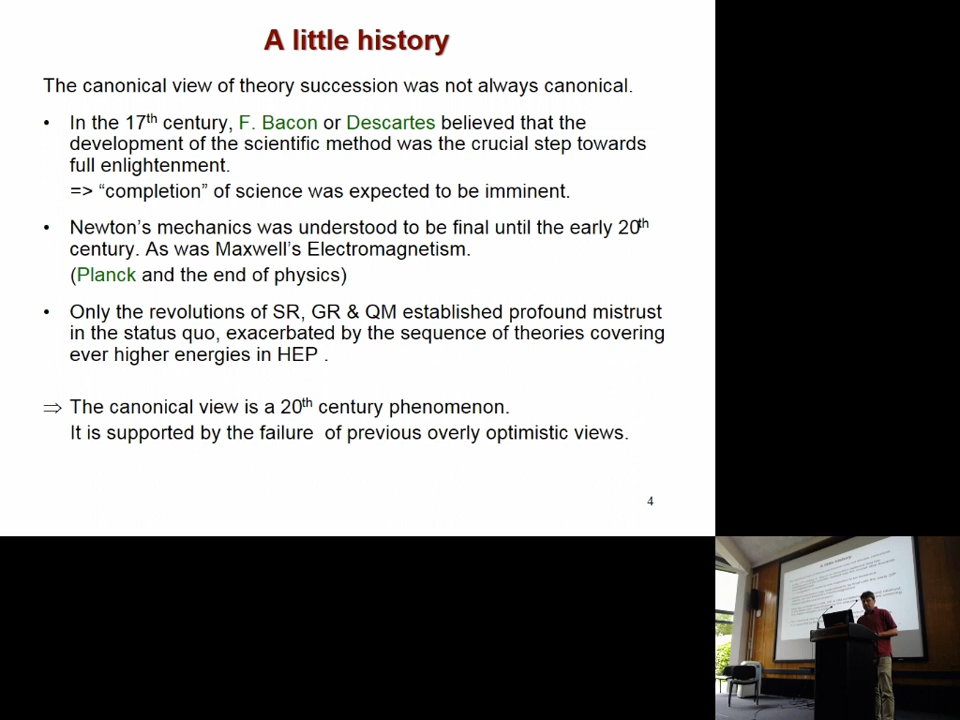 A little history
The canonical view of theory succession was not always canonical.
• In the 17th century, F. Bacon or Descartes believed that the
development of the scientific method was the crucial step towards
full enlightenment.
=> “completion” of science was expected to be imminent.
• Newton’s mechanics was understood to be final until the early 20th
century. As was Maxwell’s Electromagnetism.
(Planck and the end of physics)
• Only the revolutions of SR, GR & QM established profound mistrust
in the status quo, exacerbated by the sequence of theories covering
ever higher energies in HEP .
⇒ The canonical view is a 20th century phenomenon.
It is supported by the failure of previous overly optimistic views.
4
A little history